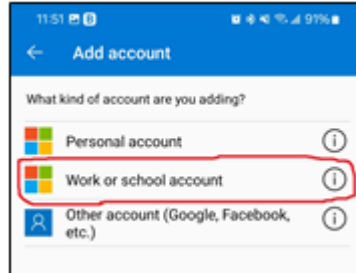 11:51 91%
Add account
What kind of account are you adding?
Personal account
Work or school account
Other account (Google, Facebook,
etc.)